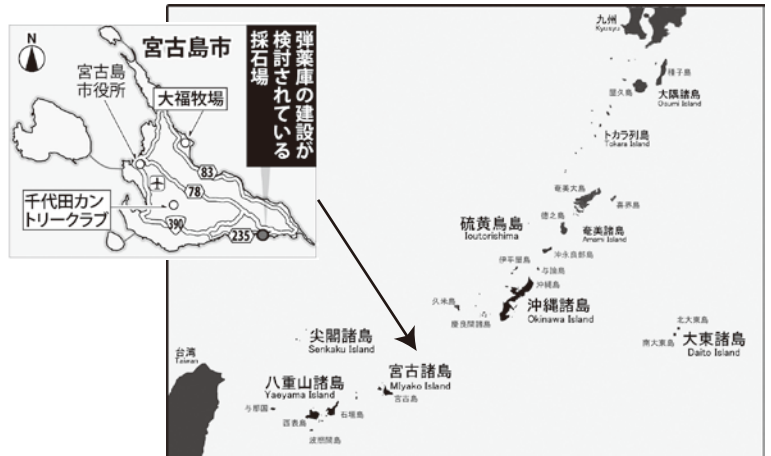 N
宮古島市
弾薬庫の建設が
検討されている
採石場
宮古島
市役所
大福牧場
83
78
千代田カン
トリークラブ
390
235
九州
Kyusyu
種子島
屋久島
大隅諸島
Osumi Island
トカラ列島
Tokara Island
奄美大島
喜界島
徳之島
奄美諸島
Amami Island
硫黄鳥島
Ioutorishima
沖永良部島
伊平屋島
与論島
沖縄島
久米島
慶良間諸島
沖縄諸島
Okinawa Island
北大東島
南大東島
大東諸島
Daito Island
尖閣諸島
Senkaku Island
台湾
Taiwan
宮古諸島
MIyako Island
宮古島
八重山諸島
Yaeyama Island
与那国
石垣島
西表島
波照間島